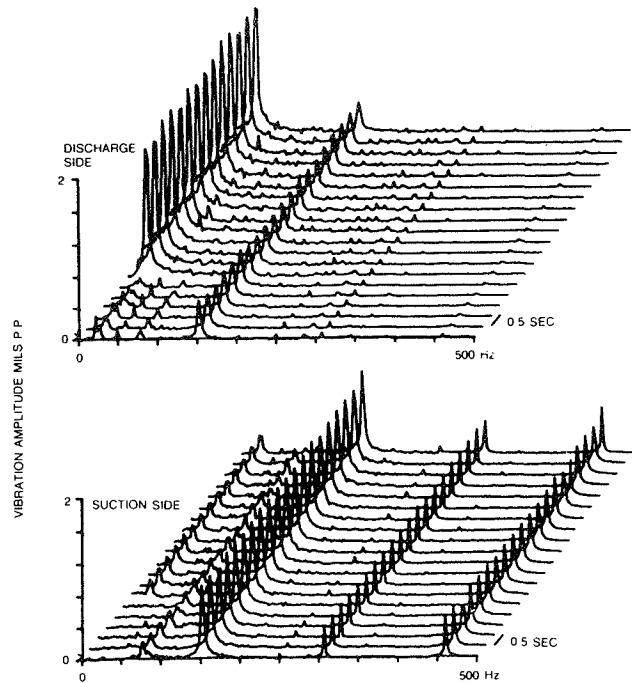 DISCHARGE
SIDE
2
0
0
500 Hz
0.5 SEC
VIBRATION AMPLITUDE MILS P P
SUCTION SIDE
2
0
0
500 Hz
0.5 SEC